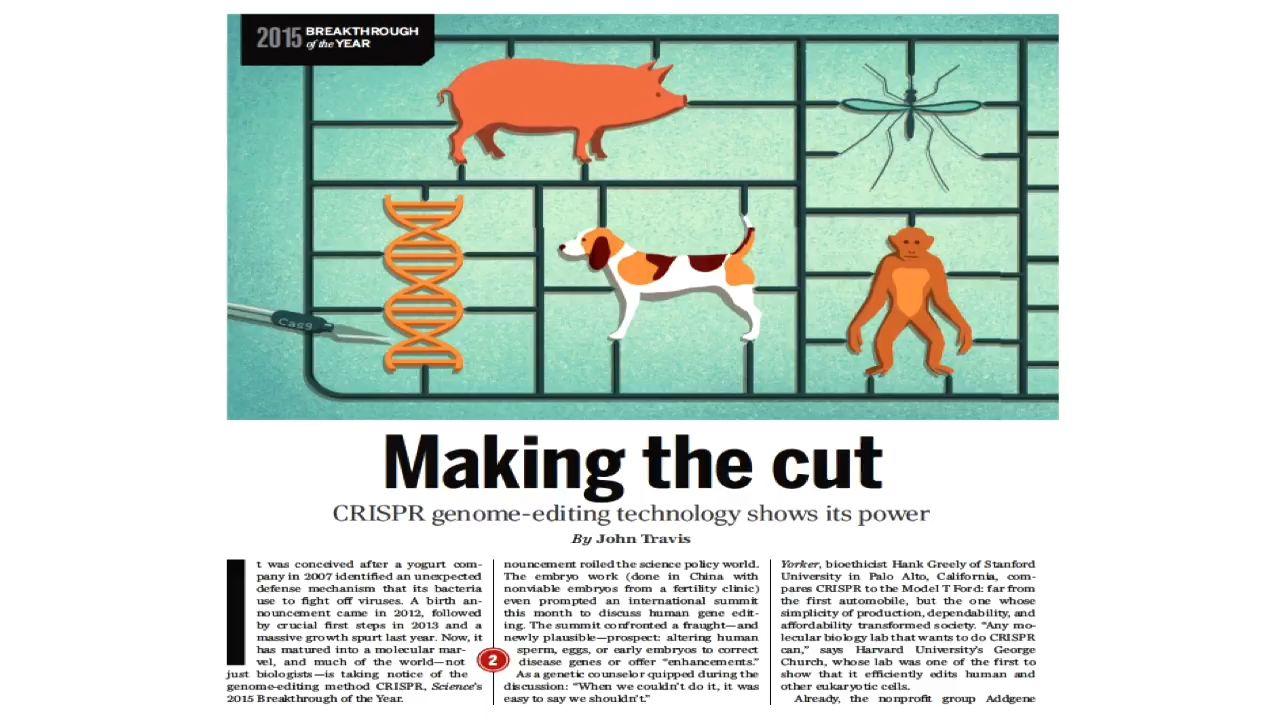 2015 BREAKTHROUGH
of the YEAR
Cas9
Making the cut
CRISPR genome-editing technology shows its power
By John Travis
It was conceived after a yogurt com-
pany in 2007 identified an unexpected
defense mechanism that its bacteria
use to fight off viruses. A birth an-
nouncement came in 2012, followed
by crucial first steps in 2013 and a
massive growth spurt last year. Now, it
has matured into a molecular mar-
vel, and much of the world—not
just biologists—is taking notice of the
genome-editing method CRISPR, Science's
2015 Breakthrough of the Year.
2
nouncement roiled the science policy world.
The embryo work (done in China with
nonviable embryos from a fertility clinic)
even prompted an international summit
this month to discuss human gene edit-
ing. The summit confronted a fraught—and
newly plausible—prospect: altering human
sperm, eggs, or early embryos to correct
disease genes or offer "enhancements."
As a genetic counselor quipped during the
discussion: "When we couldn't do it, it was
easy to say we shouldn't."
Yorker, bioethicist Hank Greely of Stanford
University in Palo Alto, California, com-
pares CRISPR to the Model T Ford: far from
the first automobile, but the one whose
simplicity of production, dependability, and
affordability transformed society. "Any mo-
lecular biology lab that wants to do CRISPR
can," says Harvard University's George
Church, whose lab was one of the first to
show that it efficiently edits human and
other eukaryotic cells.
Already, the nonprofit group Addgene